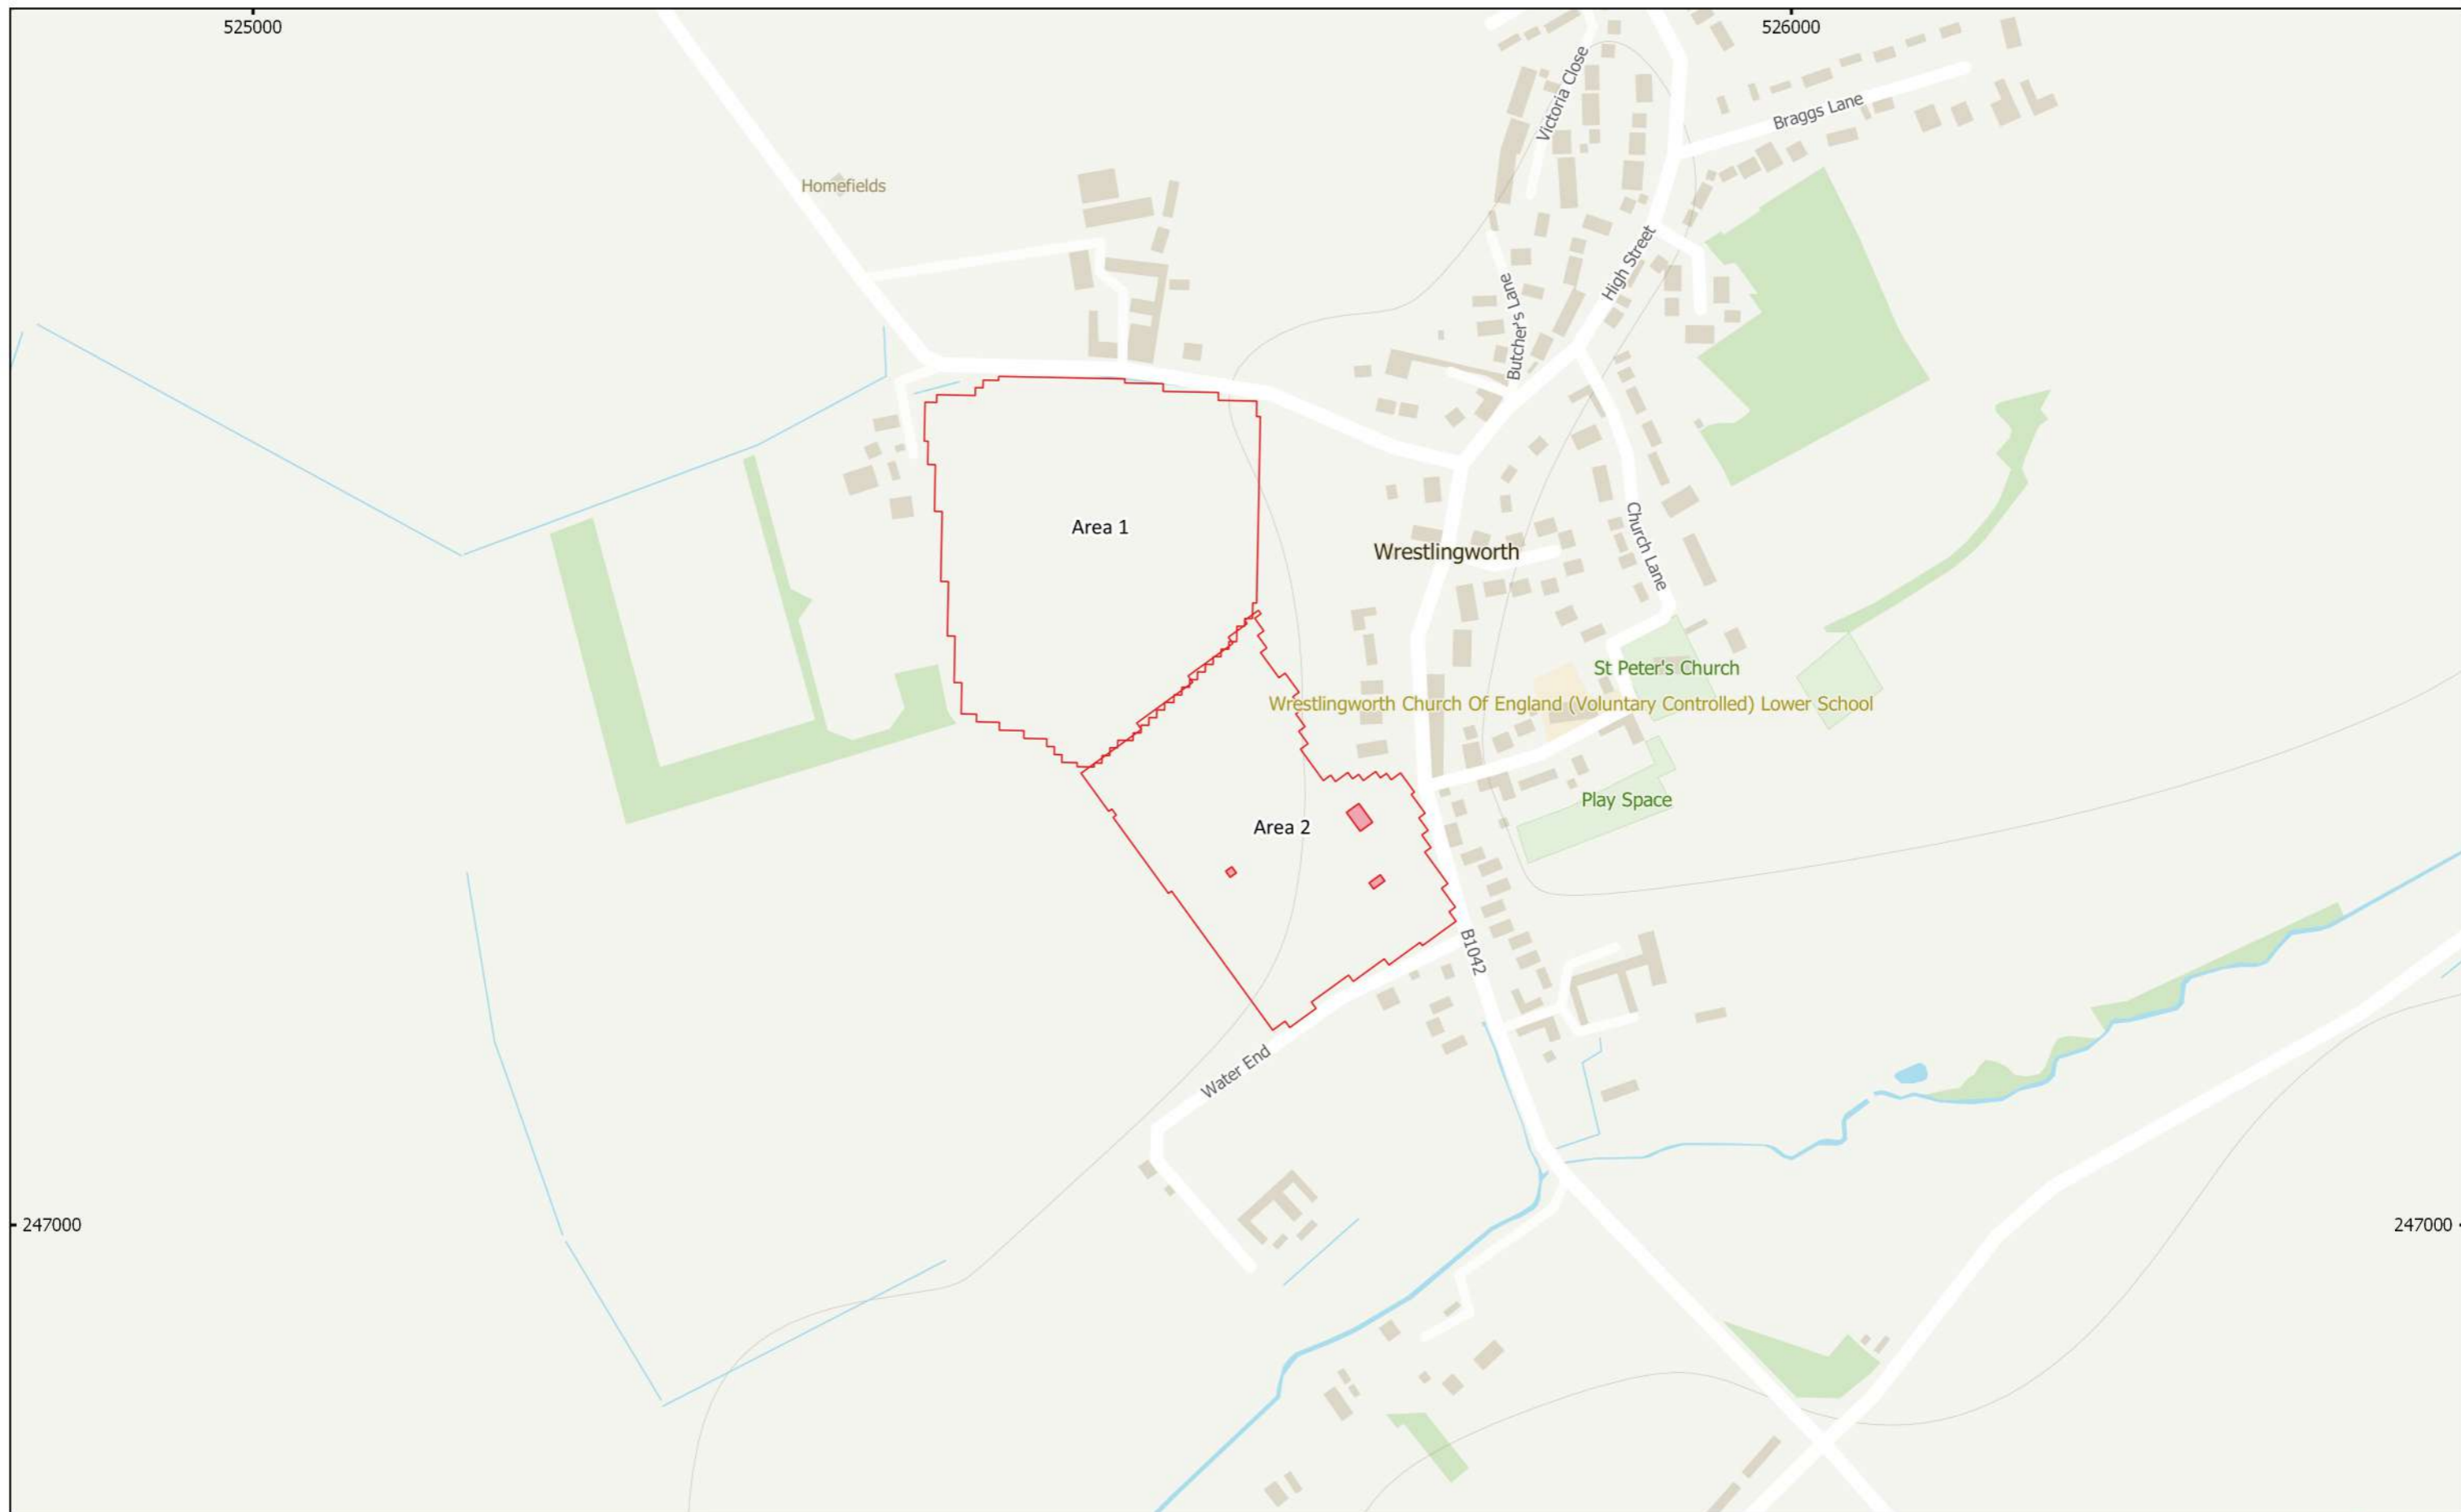 525000
526000
Victoria Close
Braggs Lane
Homefields
High Street
Butcher's Lane
Area 1
Church Lane
Wrestlingworth
St Peter's Church
Wrestlingworth Church Of England (Voluntary Controlled) Lower School
Play Space
Area 2
B1042
Water End
247000
247000